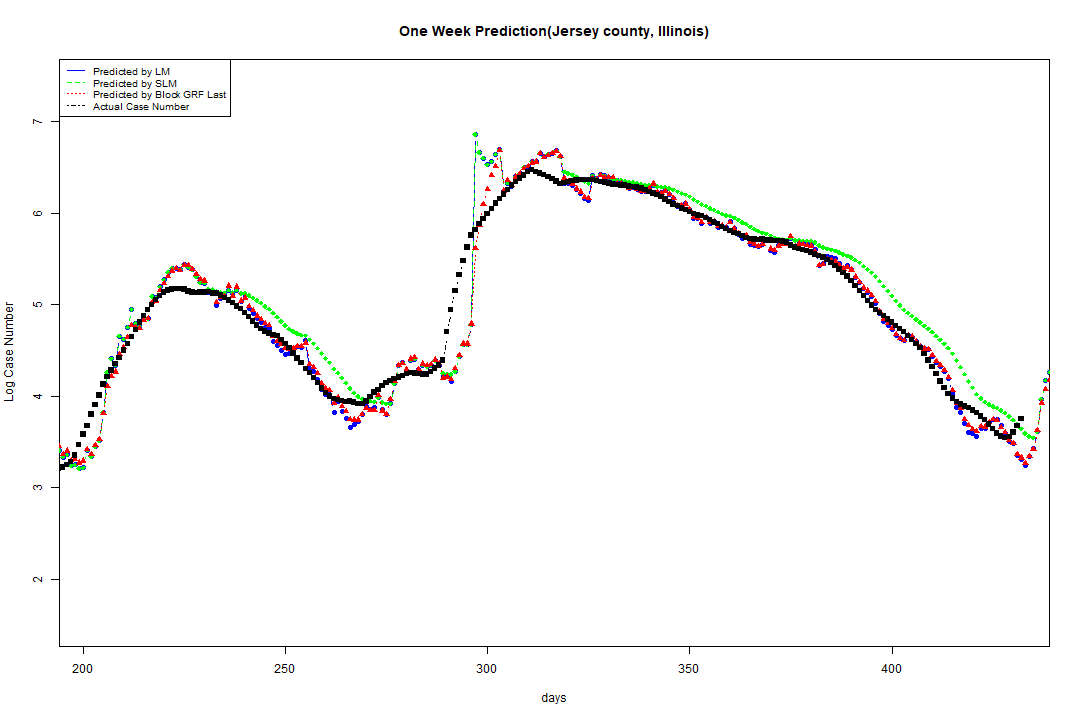 One Week Prediction(Jersey county, Illinois)
Predicted by LM
Predicted by SLM
Predicted by Block GRF Last
Actual Case Number
7
6
5
4
3
2
Log Case Number
200 250 300 350 400
days